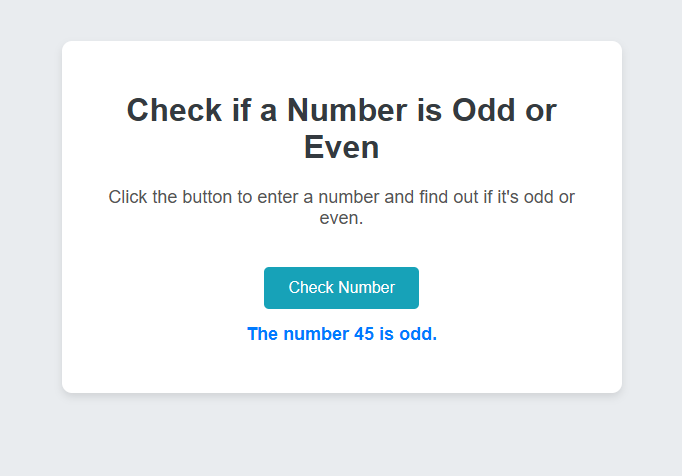 Check if a Number is Odd or
Even
Click the button to enter a number and find out if it's odd or
even.
Check Number
The number 45 is odd.